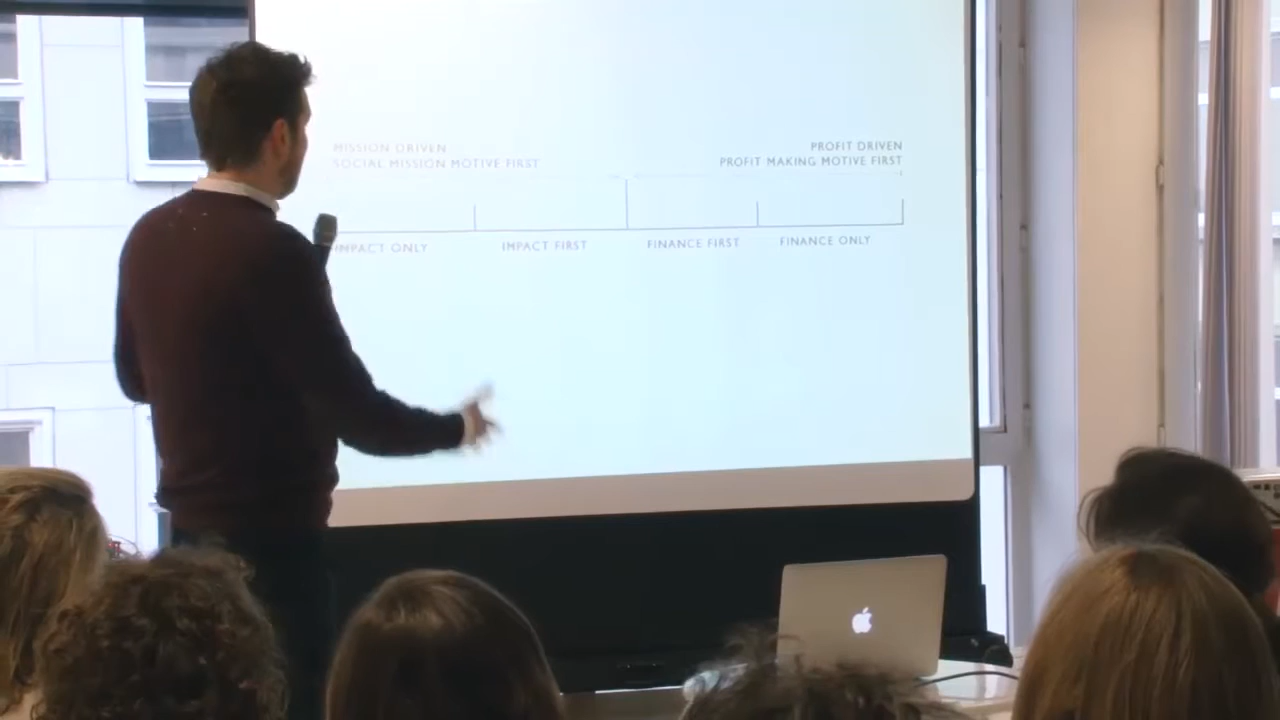 MISSION DRIVEN
SOCIAL MISSION MOTIVE FIRST
PROFIT DRIVEN
PROFIT MAKING MOTIVE FIRST
IMPACT ONLY
IMPACT FIRST
FINANCE FIRST
FINANCE ONLY